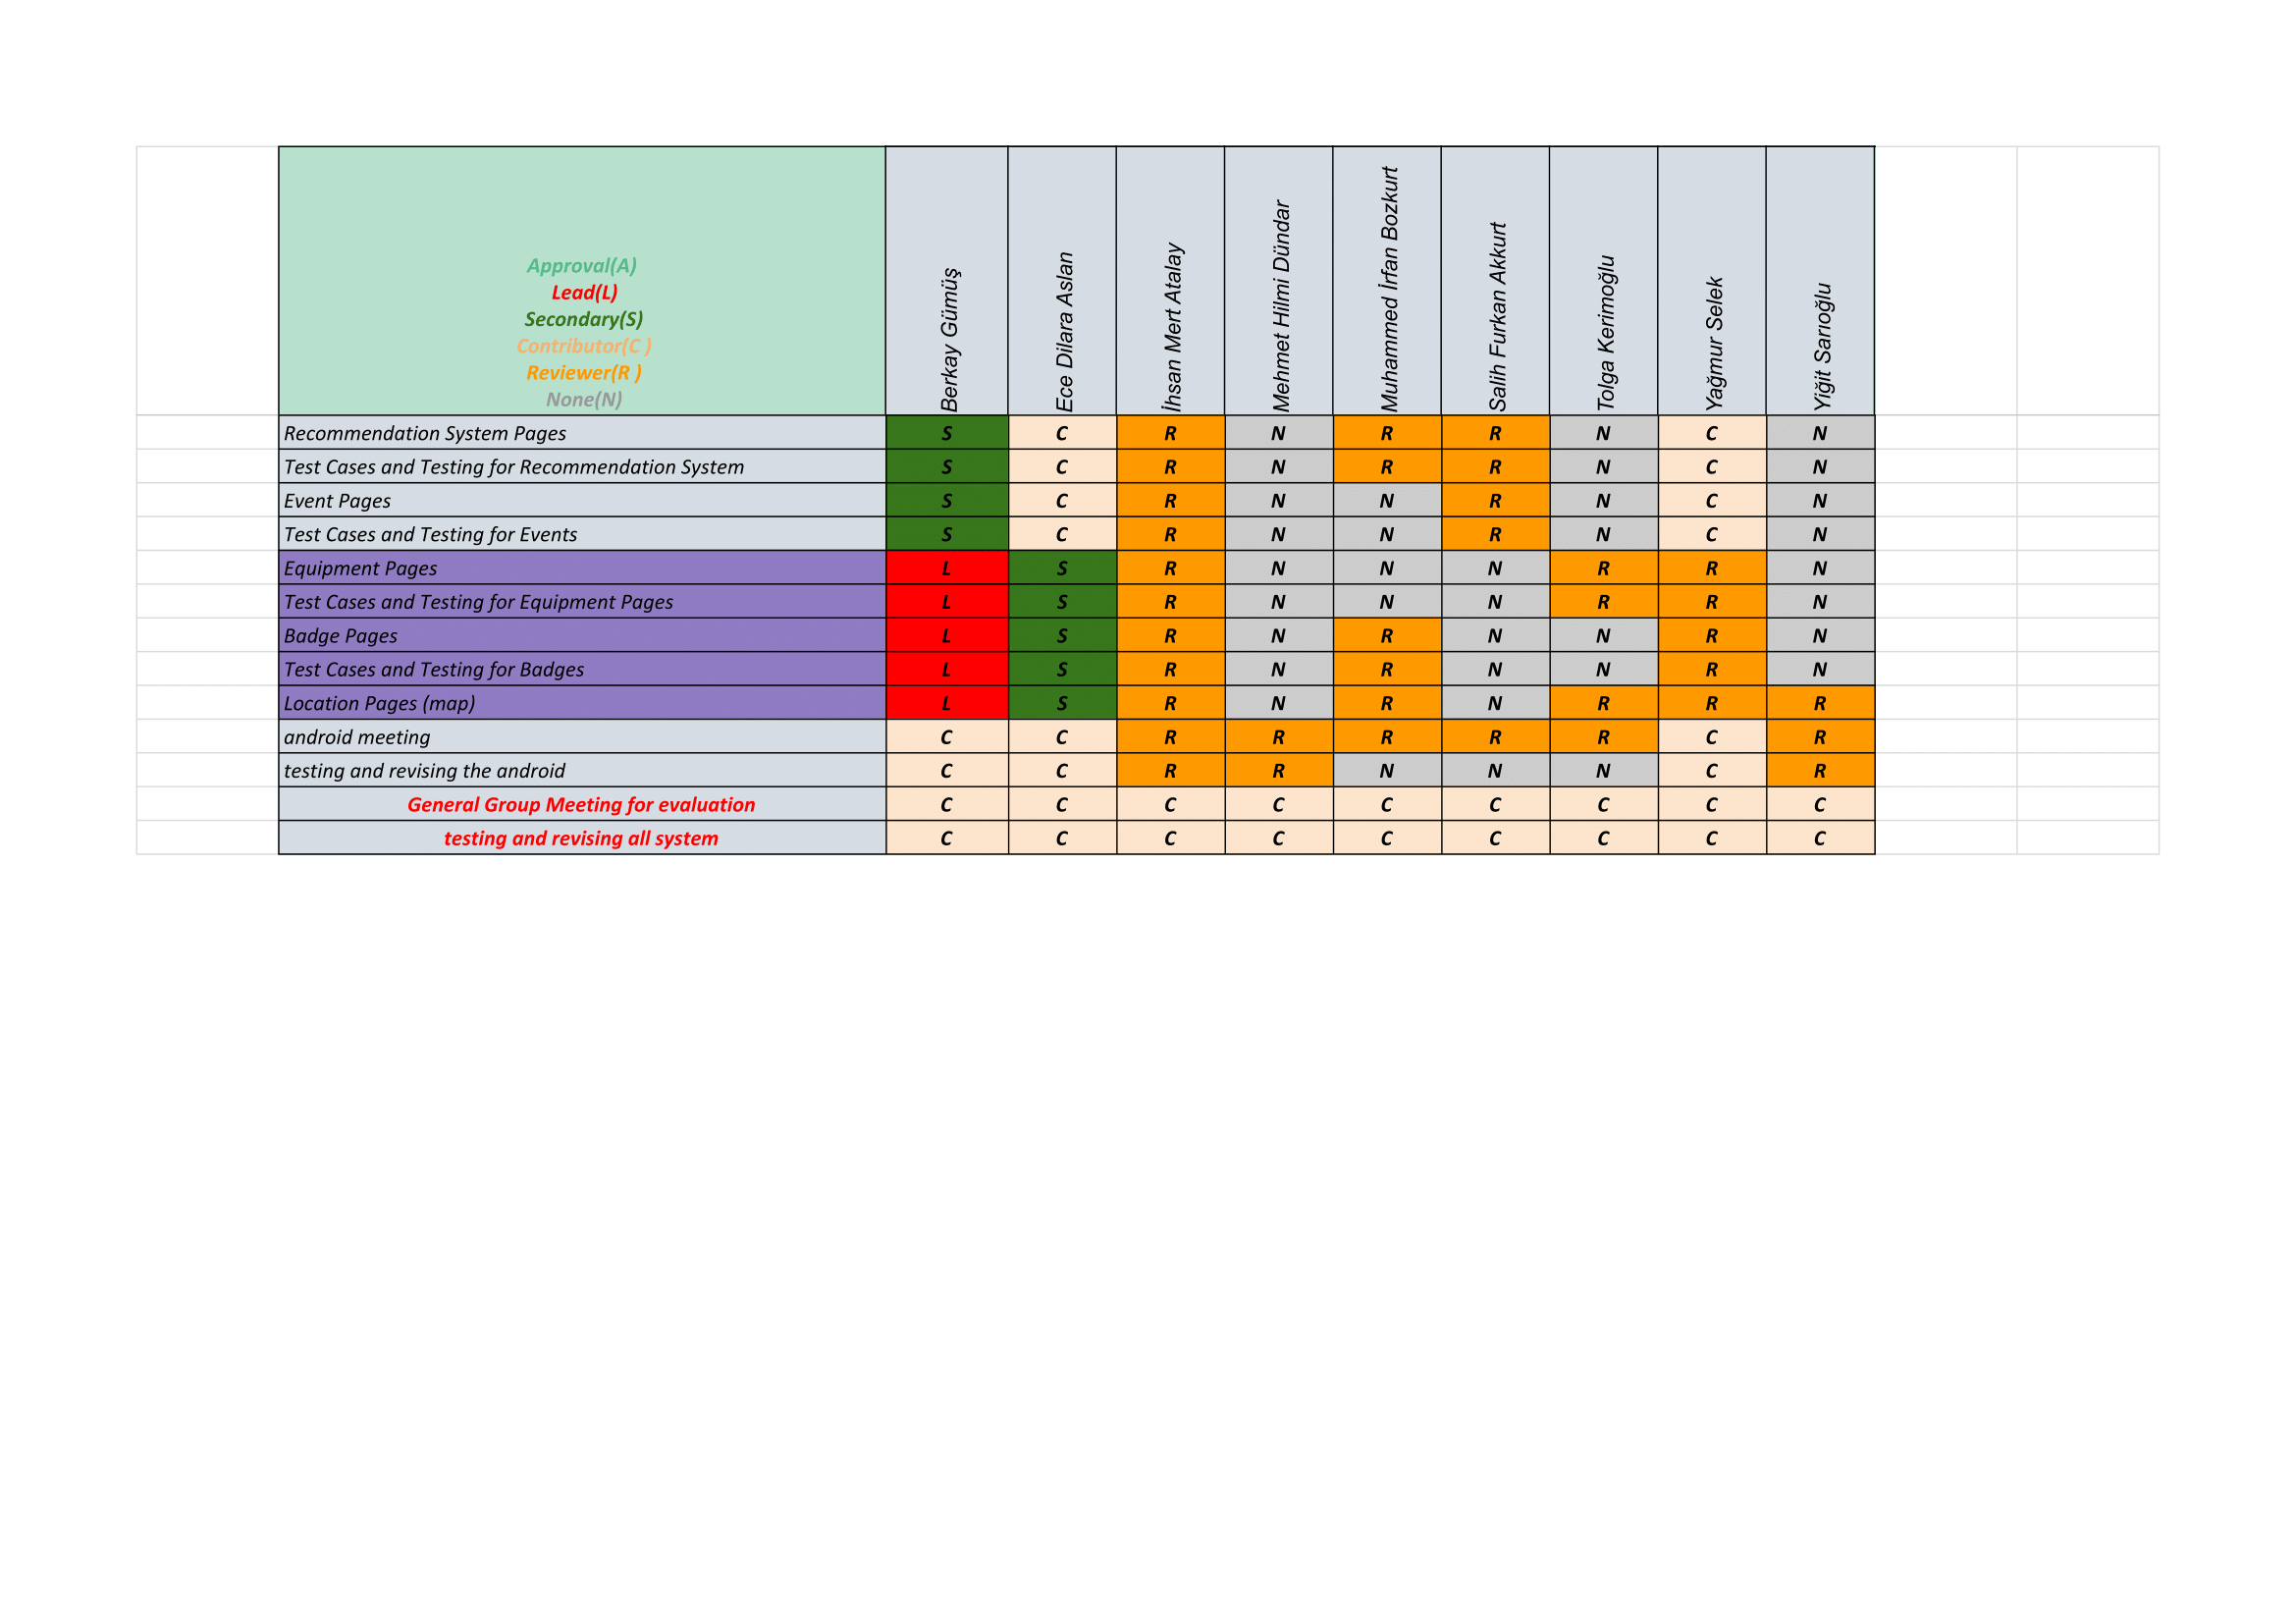 Approval(A)
Lead(L)
Secondary(S)
Contributor(C )
Reviewer(R )
None(N)
Berkay Gümüş
Ece Dilara Aslan
İhsan Mert Atalay
Mehmet Hilmi Dündar
Muhammed İrfan Bozkurt
Salih Furkan Akkurt
Tolga Kerimoğlu
Yağmur Selek
Yiğit Sarıoğlu
Recommendation System Pages S C R N R R N C N
Test Cases and Testing for Recommendation System S C R N R R N C N
Event Pages S C R N N R N C N
Test Cases and Testing for Events S C R N N R N C N
Equipment Pages L S R N N N R R N
Test Cases and Testing for Equipment Pages L S R N N N R R N
Badge Pages L S R N R N N R N
Test Cases and Testing for Badges L S R N R N N R N
Location Pages (map) L S R N R N R R R
android meeting C C R R R R R C R
testing and revising the android C C R R N N N C R
General Group Meeting for evaluation C C C C C C C C C
testing and revising all system C C C C C C C C C